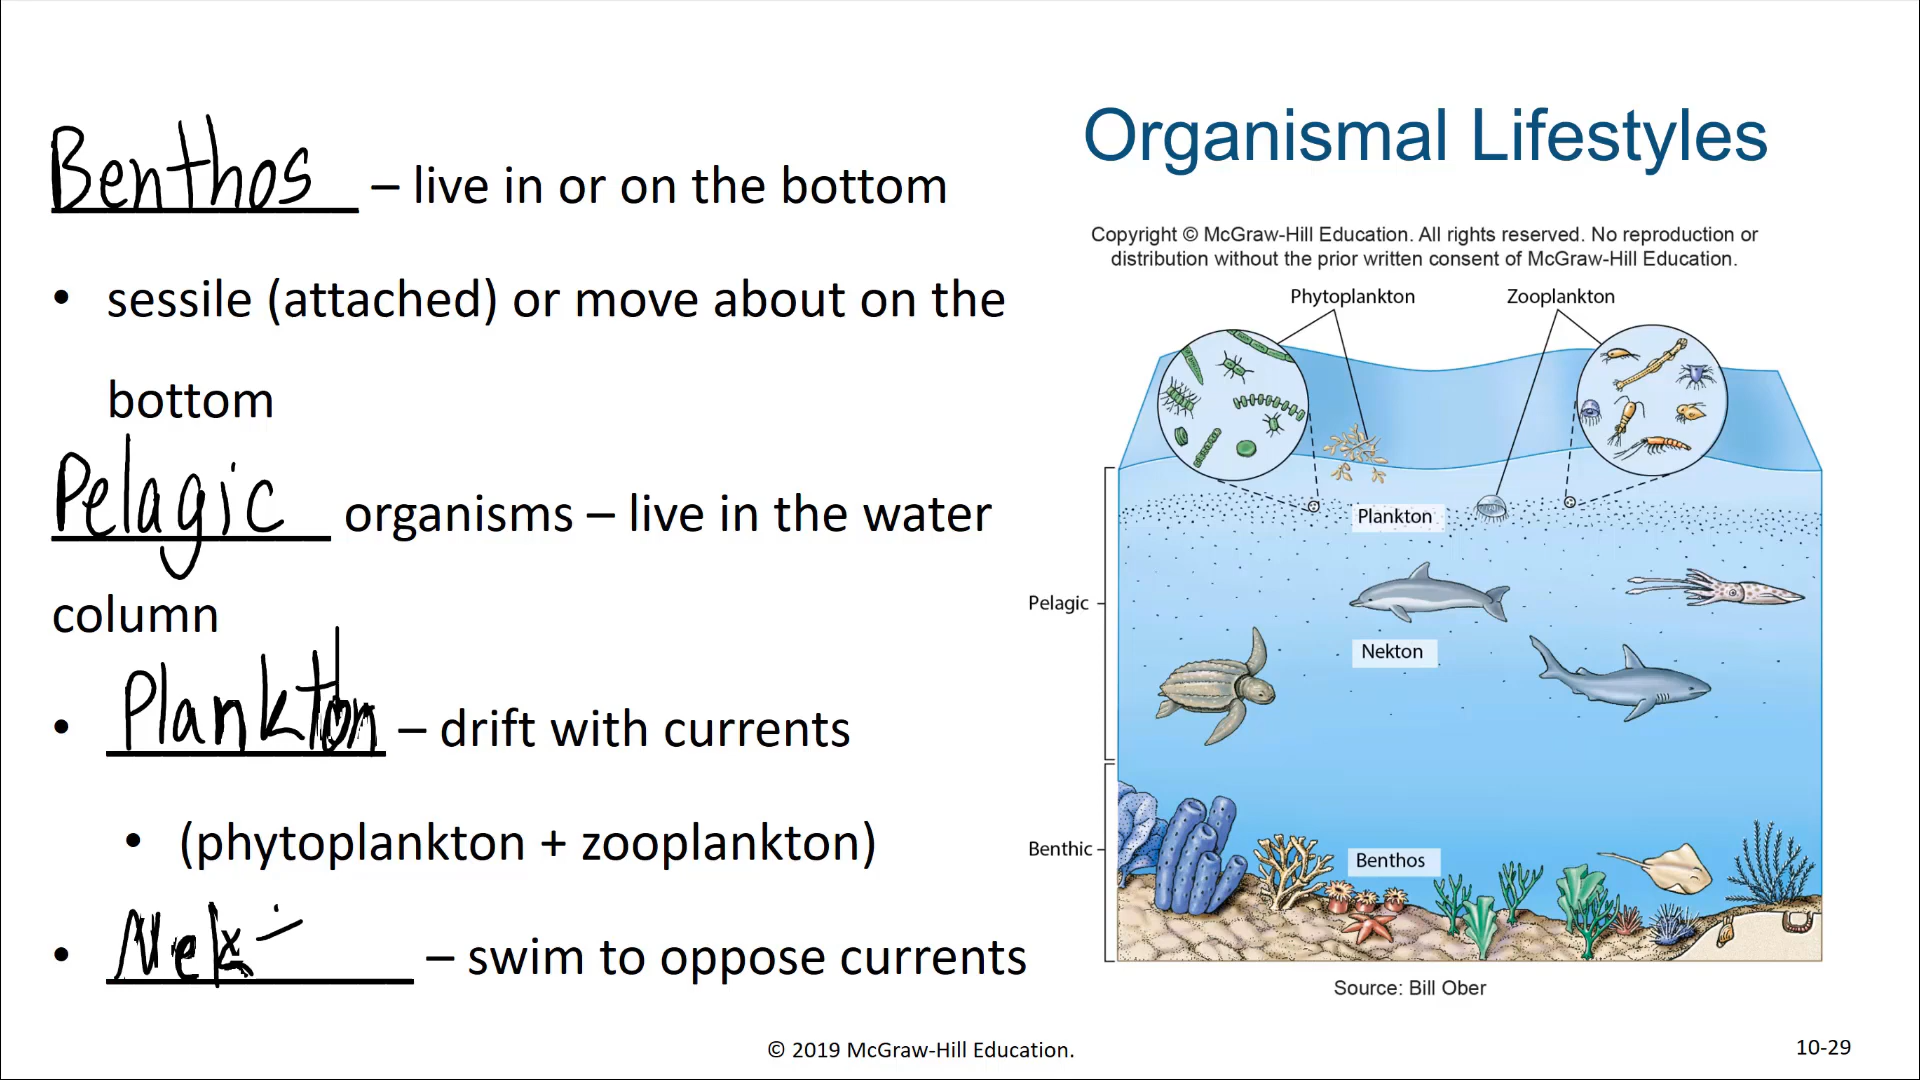 Organismal Lifestyles
Benthos – live in or on the bottom
• sessile (attached) or move about on the
bottom
Pelagic organisms – live in the water
column
• Plankton – drift with currents
• (phytoplankton + zooplankton)
• Nek – swim to oppose currents
Copyright © McGraw-Hill Education. All rights reserved. No reproduction or
distribution without the prior written consent of McGraw-Hill Education.
Phytoplankton Zooplankton
Plankton
Pelagic
Nekton
Benthic
Benthos
Source: Bill Ober
© 2019 McGraw-Hill Education.
10-29